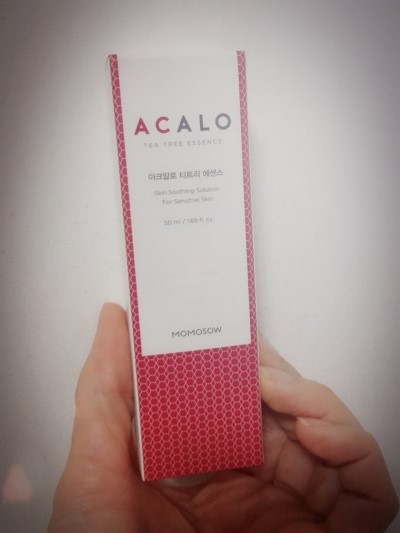 ACALO
TEA TREE ESSENCE
아크말로 티트리 에센스
Skin Soothing Solution
For Sensitive Skin
50 ml / 1.69 fl. oz.
MOMOSOW